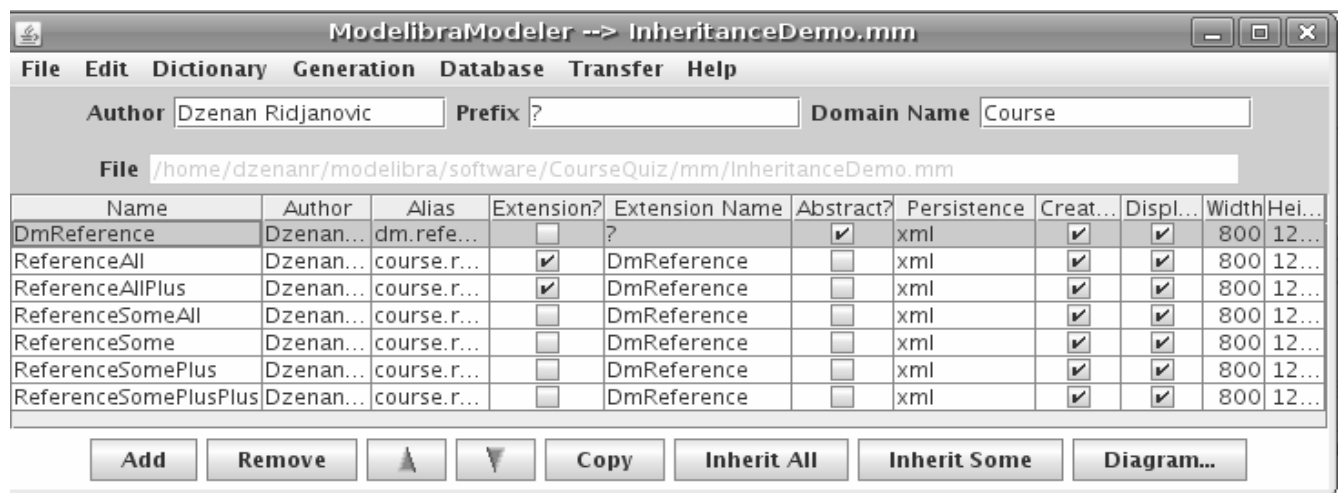 ModelibraModeler --> InheritanceDemo.mm
File Edit Dictionary Generation Database Transfer Help
Author Dzenan Ridjanovic Prefix ? Domain Name Course
File /home/dzenanr/modelibra/software/CourseQuiz/mm/InheritanceDemo.mm
Name Author Alias Extension? Extension Name Abstract? Persistence Creat... Displ... Width Hei...
DmReference Dzenan... dm.refe... ? xml 800 12...
ReferenceAll Dzenan... course.r... DmReference xml 800 12...
ReferenceAllPlus Dzenan... course.r... DmReference xml 800 12...
ReferenceSomeAll Dzenan... course.r... DmReference xml 800 12...
ReferenceSome Dzenan... course.r... DmReference xml 800 12...
ReferenceSomePlus Dzenan... course.r... DmReference xml 800 12...
ReferenceSomePlusPlus Dzenan... course.r... DmReference xml 800 12...
Add Remove Copy Inherit All Inherit Some Diagram...